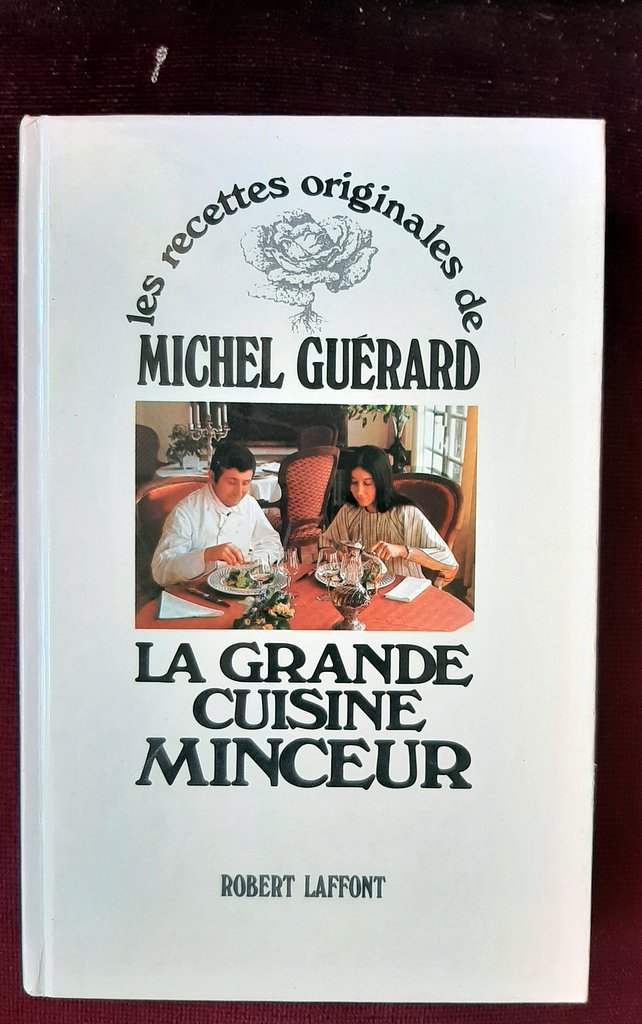 les recettes originales de
MICHEL GUÉRARD
LA GRANDE
CUISINE
MINCEUR
ROBERT LAFFONT